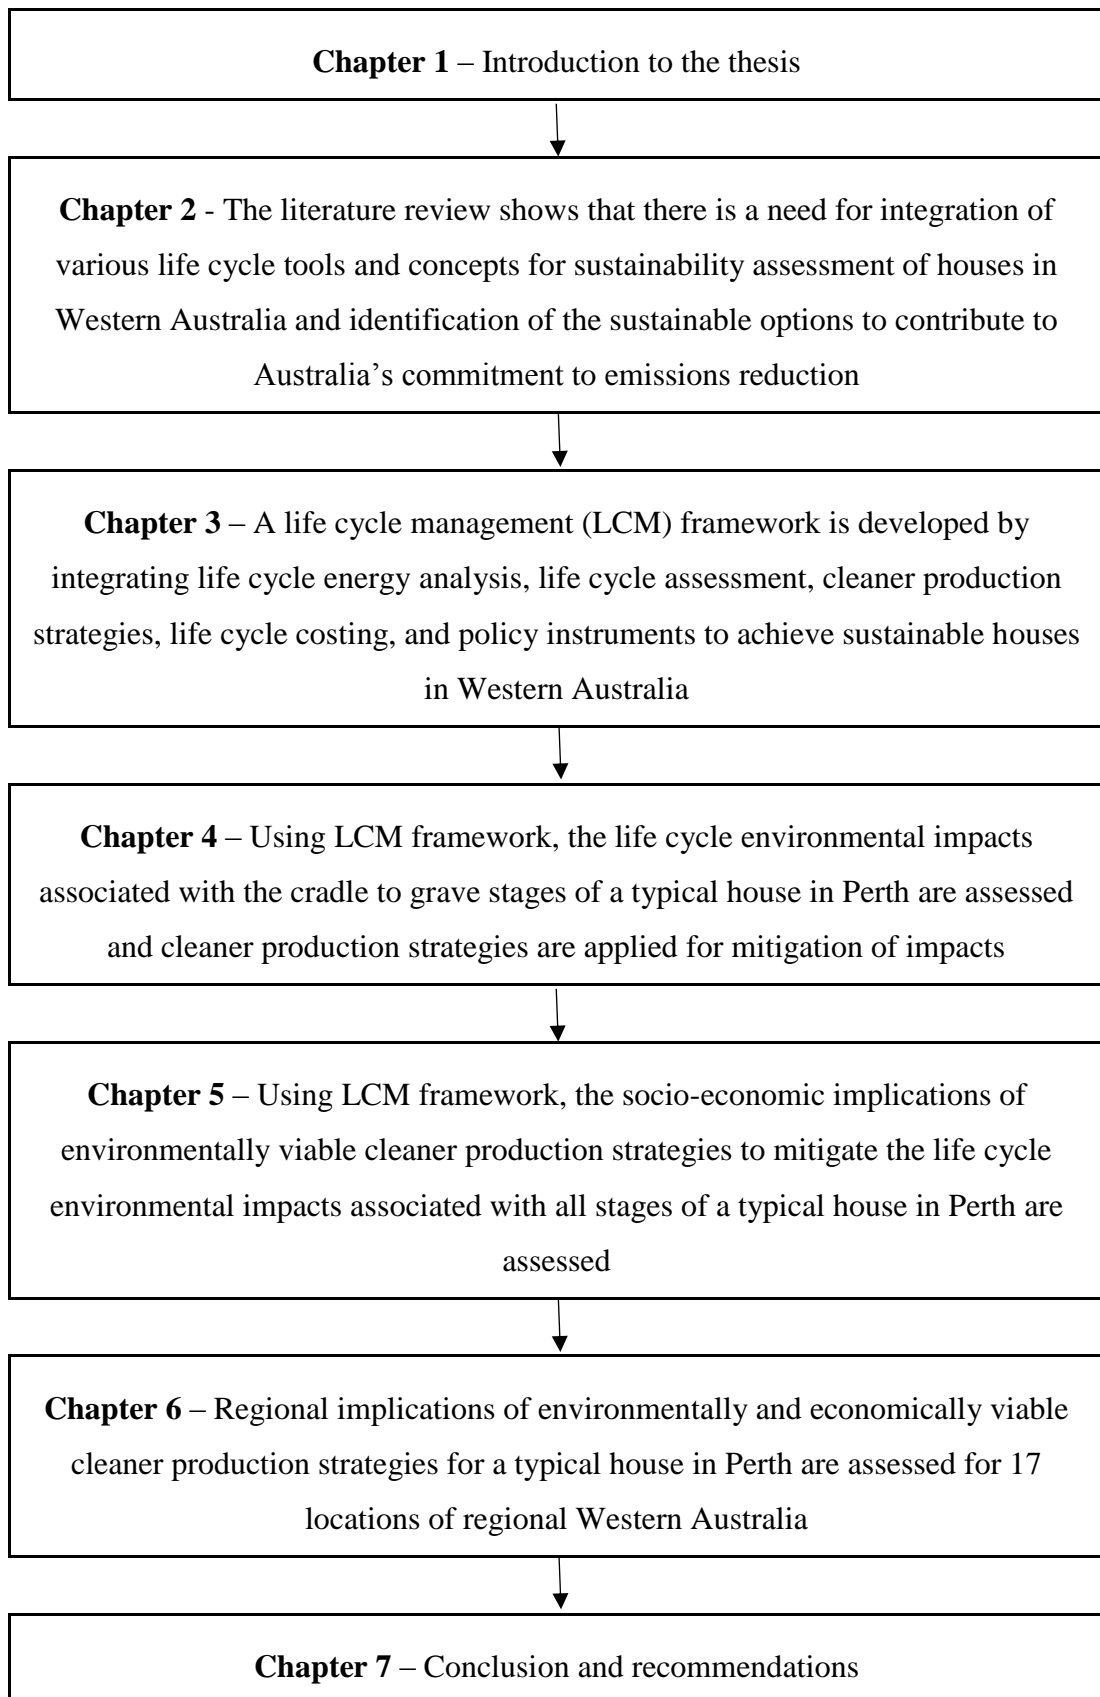 Chapter 1 – Introduction to the thesis
Chapter 2 - The literature review shows that there is a need for integration of
various life cycle tools and concepts for sustainability assessment of houses in
Western Australia and identification of the sustainable options to contribute to
Australia’s commitment to emissions reduction
Chapter 3 – A life cycle management (LCM) framework is developed by
integrating life cycle energy analysis, life cycle assessment, cleaner production
strategies, life cycle costing, and policy instruments to achieve sustainable houses
in Western Australia
Chapter 4 – Using LCM framework, the life cycle environmental impacts
associated with the cradle to grave stages of a typical house in Perth are assessed
and cleaner production strategies are applied for mitigation of impacts
Chapter 5 – Using LCM framework, the socio-economic implications of
environmentally viable cleaner production strategies to mitigate the life cycle
environmental impacts associated with all stages of a typical house in Perth are
assessed
Chapter 6 – Regional implications of environmentally and economically viable
cleaner production strategies for a typical house in Perth are assessed for 17
locations of regional Western Australia
Chapter 7 – Conclusion and recommendations